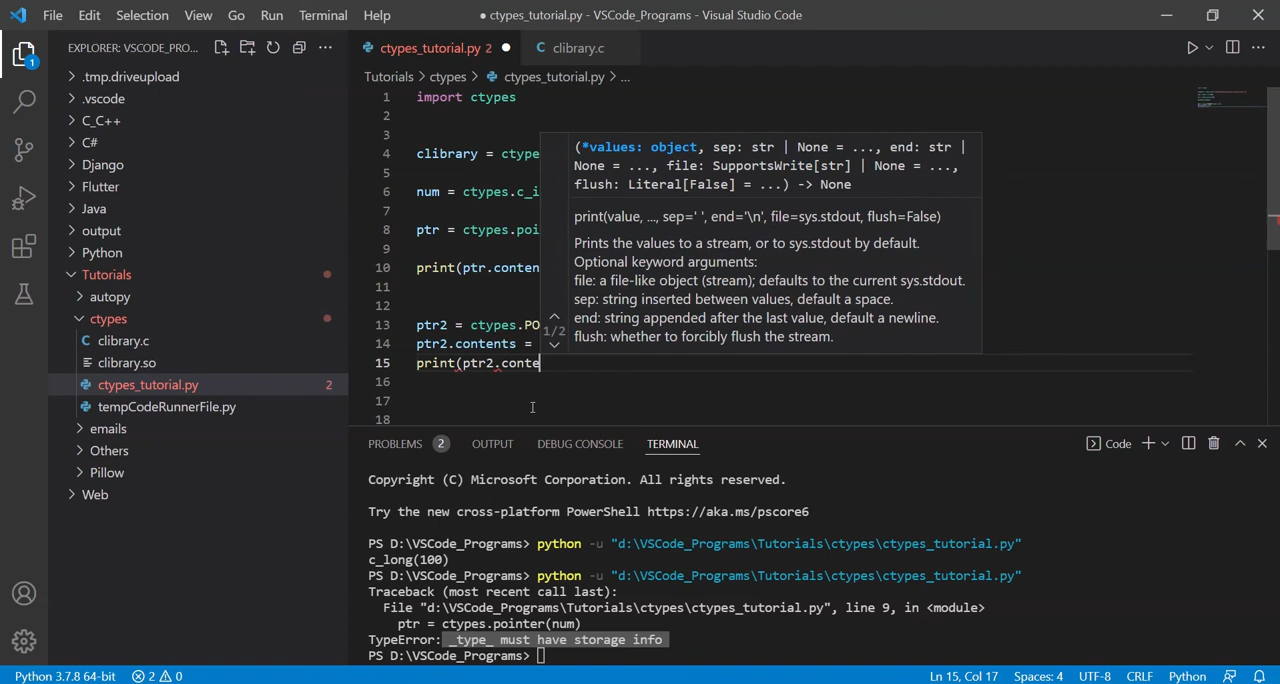 File Edit Selection View Go Run Terminal Help
● ctypes_tutorial.py - VSCode_Programs - Visual Studio Code
EXPLORER: VSCODE_PRO...
ctypes_tutorial.py 2 ●
C clibrary.c
Tutorials > ctypes > ctypes_tutorial.py > ...
1
.tmp.driveupload
.vscode
C_C++
C#
Django
Flutter
Java
output
Python
Tutorials
autopy
ctypes
C clibrary.c
clibrary.so
ctypes_tutorial.py 2
tempCodeRunnerFile.py
emails
Others
Pillow
Web
1 import ctypes
2
3
4 clibrary = ctype
5
6 num = ctypes.c_i
7
8 ptr = ctypes.poi
9
10 print(ptr.conten
11
12
13 ptr2 = ctypes.PO
14 ptr2.contents =
15 print(ptr2.conte
16
17
18
(*values: object, sep: str |
None = ..., end: str |
None = ..., file: SupportsWrite[str] | None = ...,
flush: Literal[False] = ...) -> None
print(value, ..., sep=' ', end='\n', file=sys.stdout, flush=False)
Prints the values to a stream, or to sys.stdout by default.
Optional keyword arguments:
file: a file-like object (stream); defaults to the current sys.stdout.
sep: string inserted between values, default a space.
1/2
end: string appended after the last value, default a newline.
flush: whether to forcibly flush the stream.
PROBLEMS 2 OUTPUT DEBUG CONSOLE TERMINAL
Code
Copyright (C) Microsoft Corporation. All rights reserved.
Try the new cross-platform PowerShell https://aka.ms/pscore6
PS D:\VSCode_Programs> python -u "d:\VSCode_Programs\Tutorials\ctypes\ctypes_tutorial.py"
c_long(100)
PS D:\VSCode_Programs> python -u "d:\VSCode_Programs\Tutorials\ctypes\ctypes_tutorial.py"
Traceback (most recent call last):
File "d:\VSCode_Programs\Tutorials\ctypes\ctypes_tutorial.py", line 9, in <module>
ptr = ctypes.pointer(num)
TypeError: _type_ must have storage info
PS D:\VSCode_Programs>
Python 3.7.8 64-bit 2 0
Ln 15, Col 17 Spaces: 4 UTF-8 CRLF Python